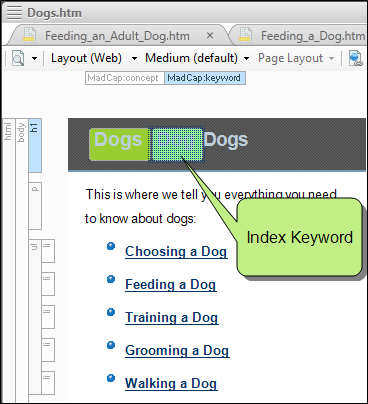 Dogs.htm
Feeding_an_Adult_Dog.htm × Feeding_a_Dog.htm
Layout (Web) Medium (default) Page Layout
MadCap:concept MadCap:keyword
html
body
h1
p
ul
li
li
li
li
li
Dogs Dogs
This is where we tell you everything you need
to know about dogs:
Choosing a Dog
Feeding a Dog
Training a Dog
Grooming a Dog
Walking a Dog
Index Keyword